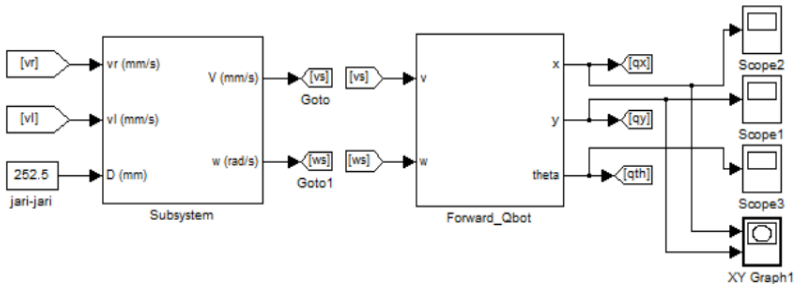 [vr]
[vl]
252.5
jari-jari
vr (mm/s)
vl (mm/s)
D (mm)
V (mm/s)
w (rad/s)
Subsystem
[vs]
Goto
[ws]
Goto1
[vs]
[ws]
v
w
x
y
theta
Forward_Qbot
[qx]
[qy]
[qth]
Scope2
Scope1
Scope3
XY Graph1